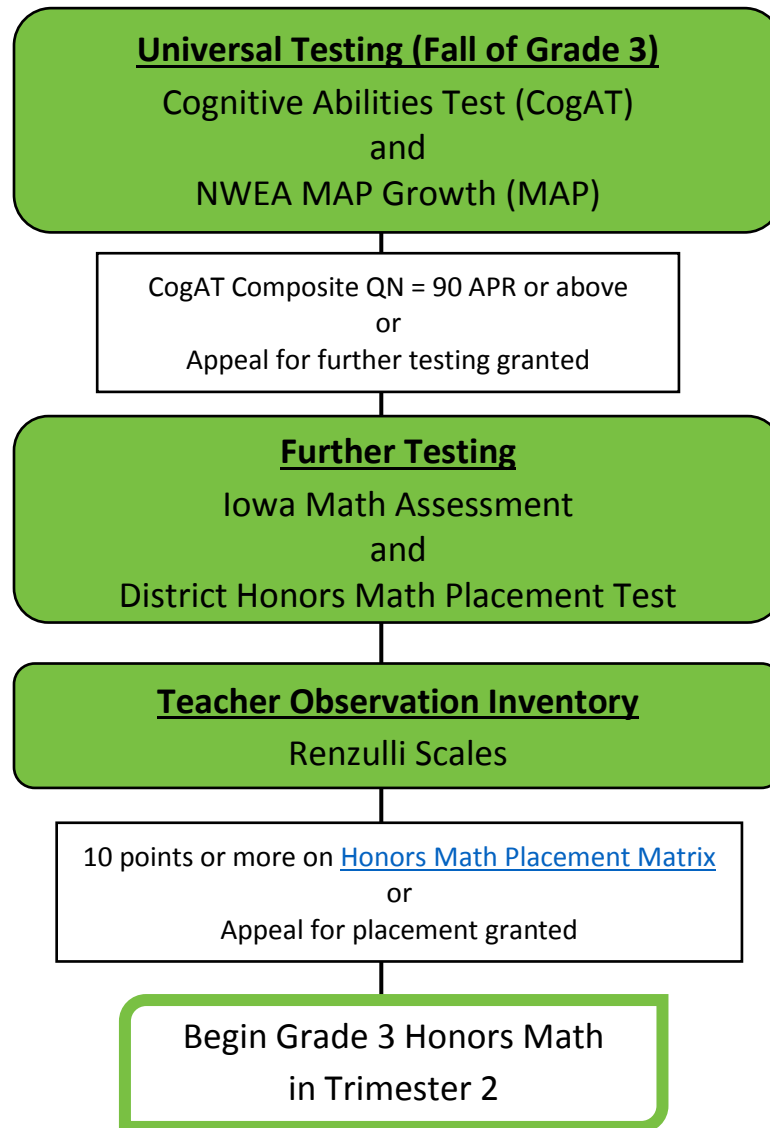 Universal Testing (Fall of Grade 3)
Cognitive Abilities Test (CogAT)
and
NWEA MAP Growth (MAP)
CogAT Composite QN = 90 APR or above
or
Appeal for further testing granted
Further Testing
Iowa Math Assessment
and
District Honors Math Placement Test
Teacher Observation Inventory
Renzulli Scales
10 points or more on Honors Math Placement Matrix
or
Appeal for placement granted
Begin Grade 3 Honors Math
in Trimester 2